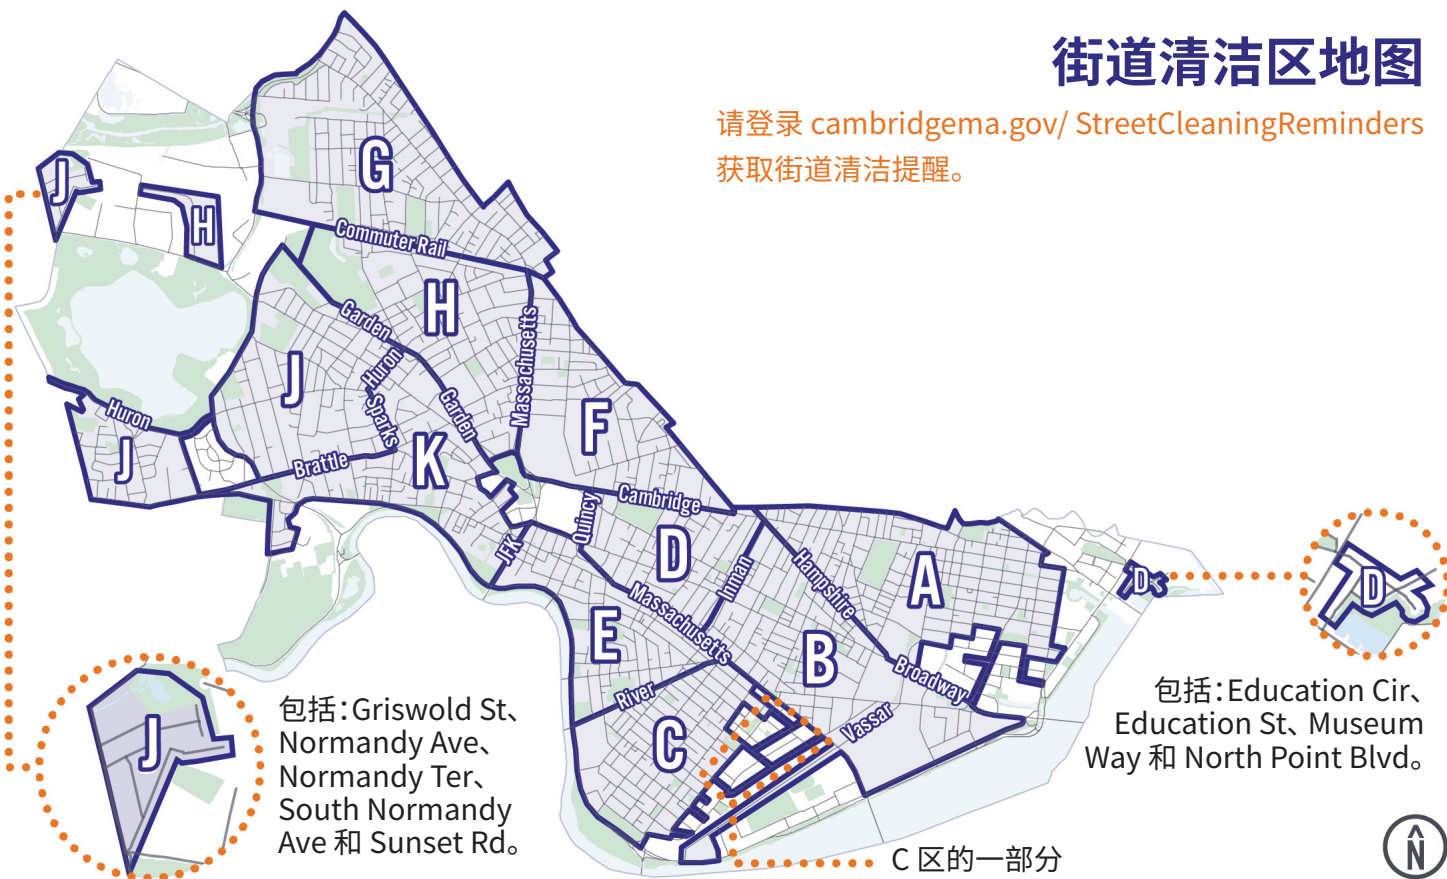 街道清洁区地图
请登录 cambridgema.gov/ StreetCleaningReminders
获取街道清洁提醒。
G
J
H
Commuter Rail
H
Garden
Massachusetts
Huron
J
Sparks
Garden
Huron
F
J
Brattle
K
Cambridge
Quincy
JFK
D
Inman
Hampshire
A
D
D
Massachusetts
E
B
Broadway
River
Vassar
C
J
包括：Griswold St、
Normandy Ave、
Normandy Ter、
South Normandy
Ave 和 Sunset Rd。
包括：Education Cir、
Education St、Museum
Way 和 North Point Blvd。
C 区的一部分
N